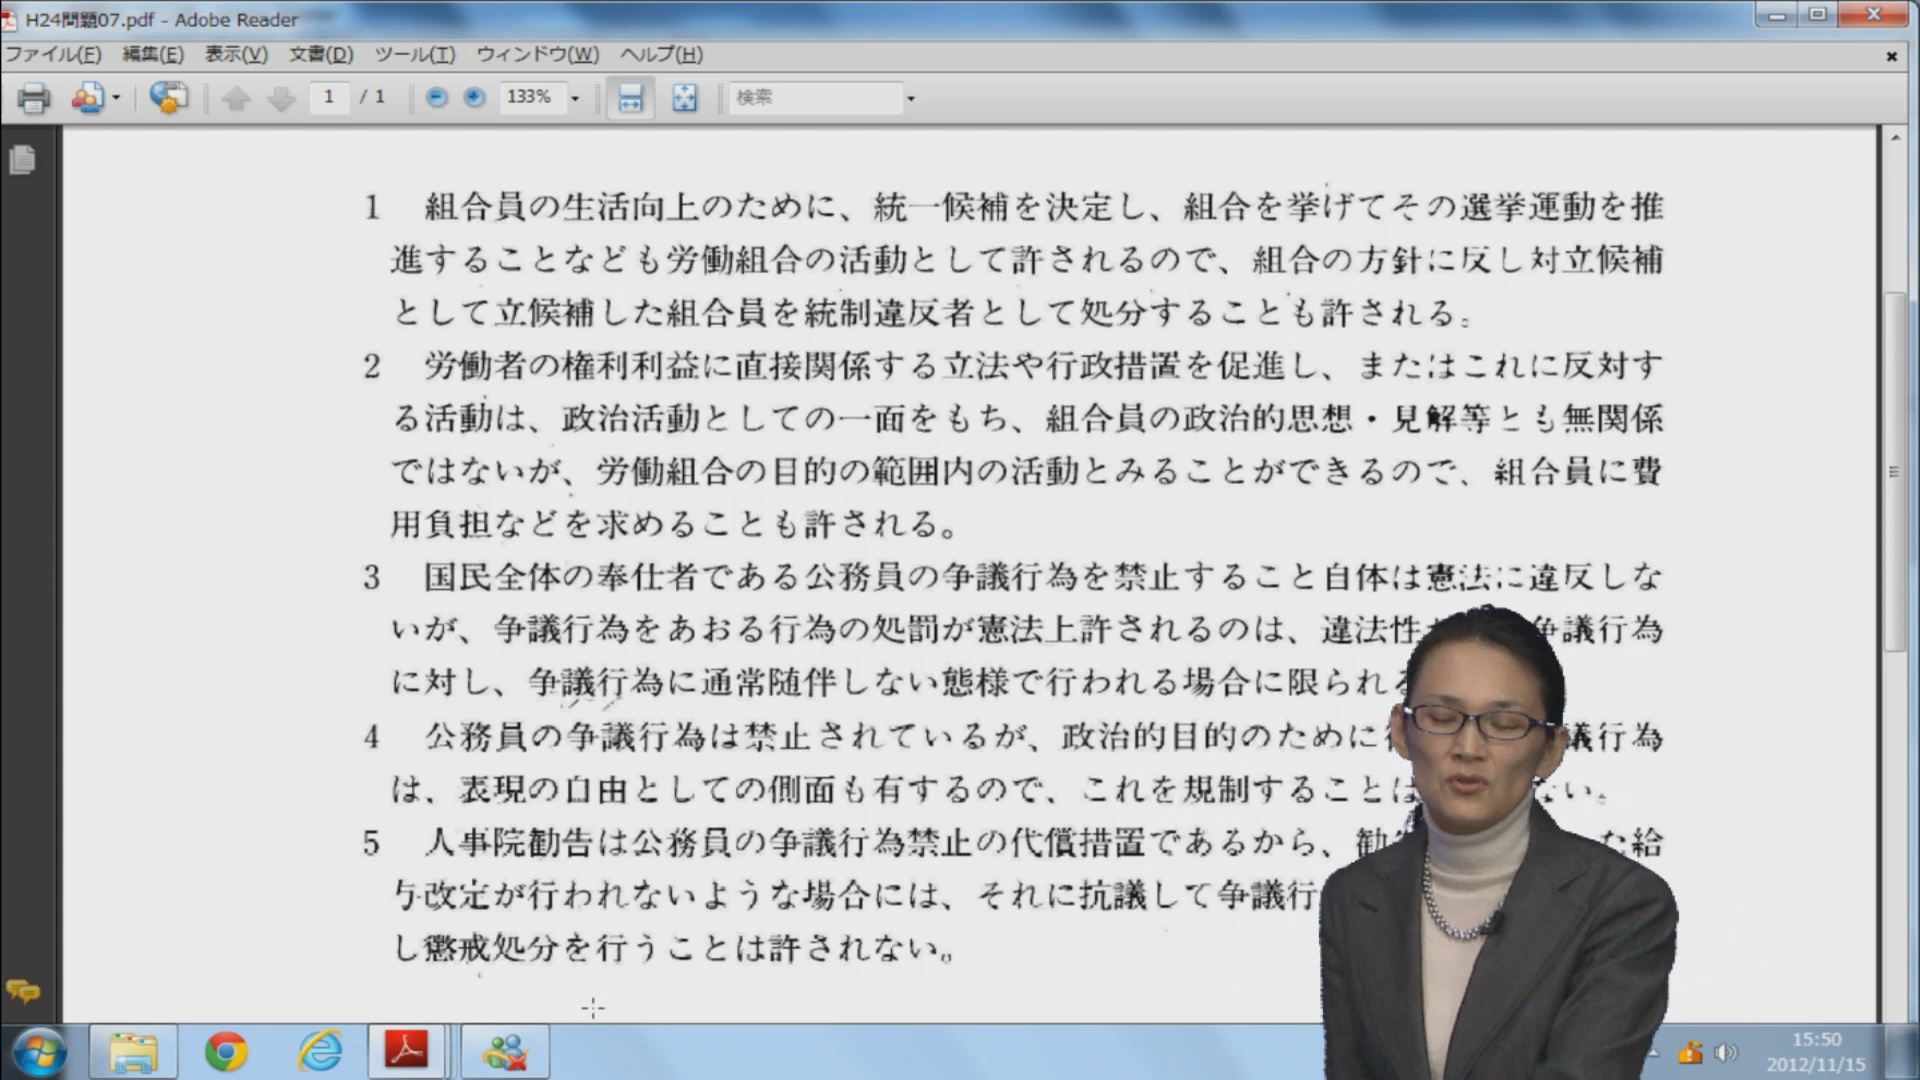 H24問題07.pdf - Adobe Reader
ファイル(F) 編集(E) 表示(V) 文書(D) ツール(T) ウィンドウ(W) ヘルプ(H)
1 / 1 133% 検索
1 組合員の生活向上のために、統一候補を決定し、組合を挙げてその選挙運動を推
進することなども労働組合の活動として許されるので、組合の方針に反し対立候補
として立候補した組合員を統制違反者として処分することも許される。
2 労働者の権利利益に直接関係する立法や行政措置を促進し、またはこれに反対す
る活動は、政治活動としての一面をもち、組合員の政治的思想・見解等とも無関係
ではないが、労働組合の目的の範囲内の活動とみることができるので、組合員に費
用負担などを求めることも許される。
3 国民全体の奉仕者である公務員の争議行為を禁止すること自体は憲法に違反しな
いが、争議行為をあおる行為の処罰が憲法上許されるのは、違法性 争議行為
に対し、争議行為に通常随伴しない態様で行われる場合に限られる
4 公務員の争議行為は禁止されているが、政治的目的のために 議行為
は、表現の自由としての側面も有するので、これを規制することは ない。
5 人事院勧告は公務員の争議行為禁止の代償措置であるから、勧 た給
与改定が行われないような場合には、それに抗議して争議行
し懲戒処分を行うことは許されない。
15:50
2012/11/15